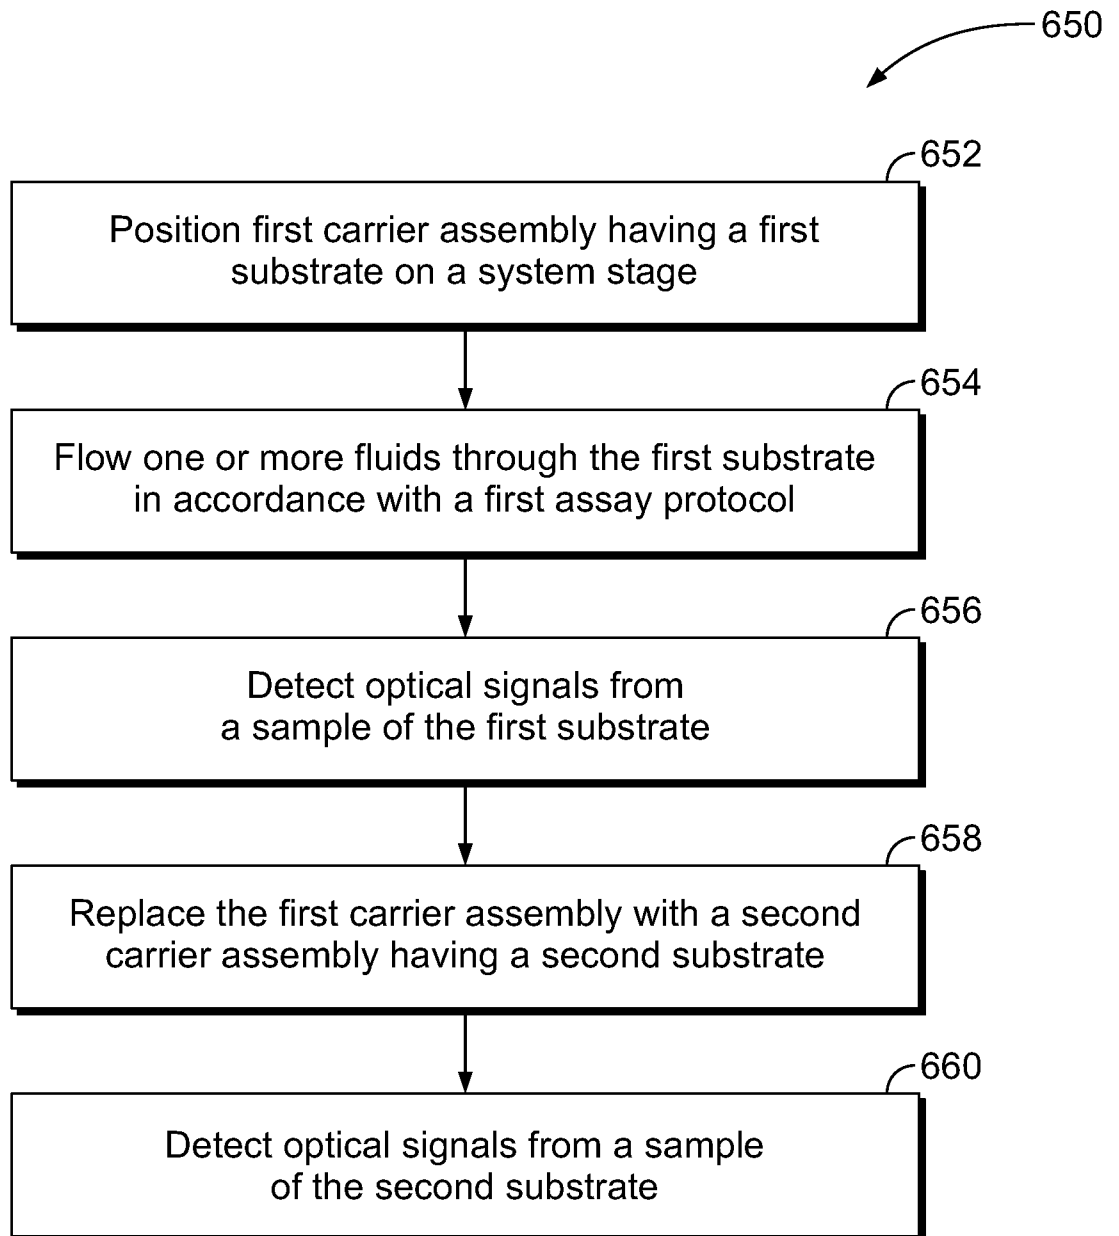 650
652
Position first carrier assembly having a first
substrate on a system stage
654
Flow one or more fluids through the first substrate
in accordance with a first assay protocol
656
Detect optical signals from
a sample of the first substrate
658
Replace the first carrier assembly with a second
carrier assembly having a second substrate
660
Detect optical signals from a sample
of the second substrate